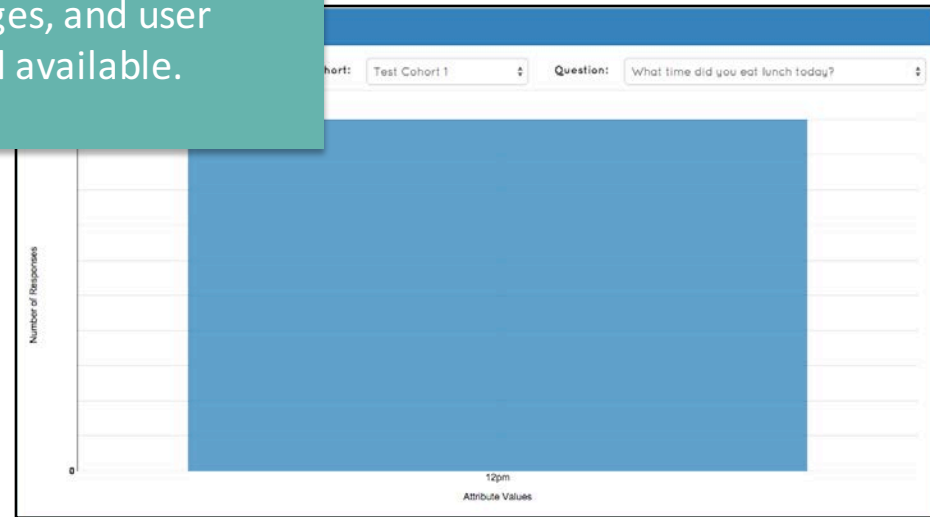 ges, and user
available.
hort: Test Cohort 1 Question: What time did you eat lunch today?
Number of Responses
0
12pm
Attribute Values